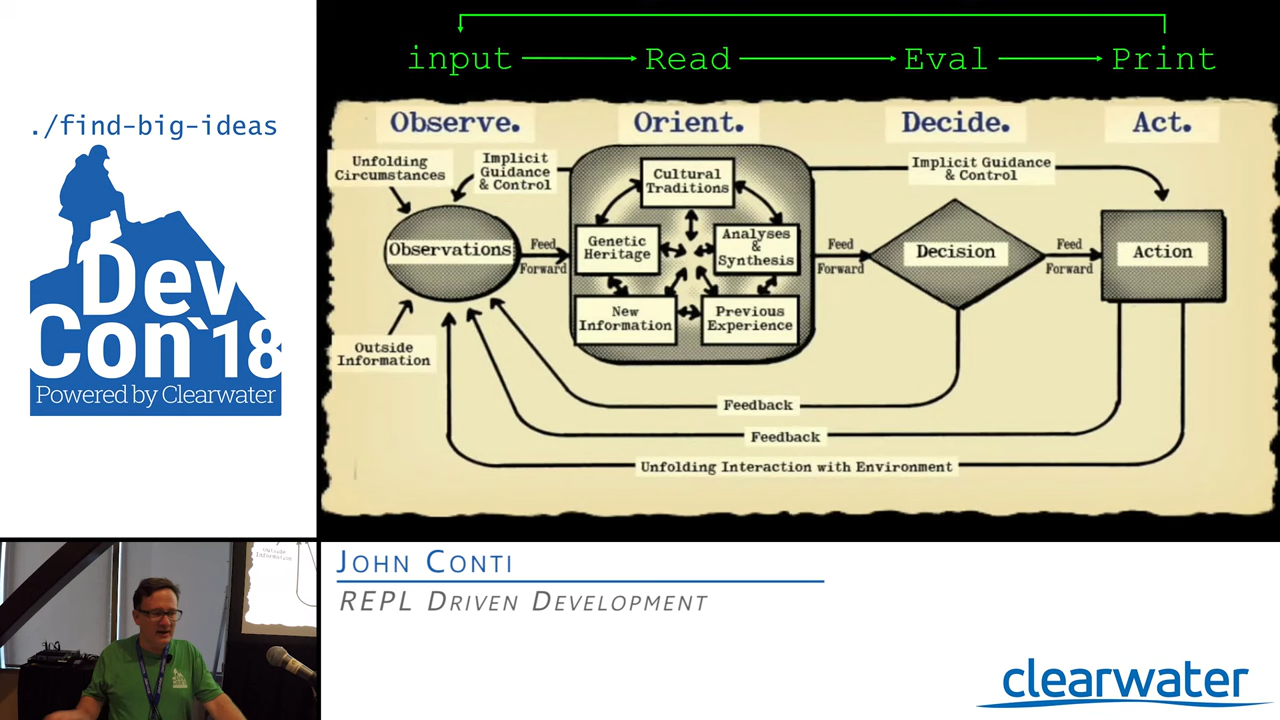 ./find-big-ideas
Dev
Con`18
Powered by Clearwater
input
Read
Eval
Print
Observe.
Orient.
Decide.
Act.
Unfolding
Circumstances
Implicit
Guidance
& Control
Cultural
Traditions
Implicit Guidance
& Control
Observations
Feed
Forward
Genetic
Heritage
Analyses
&
Synthesis
Feed
Forward
Decision
Feed
Forward
Action
New
Information
Previous
Experience
Outside
Information
Feedback
Feedback
Unfolding Interaction with Environment
Outside
Information
John Conti
REPL Driven Development
clearwater